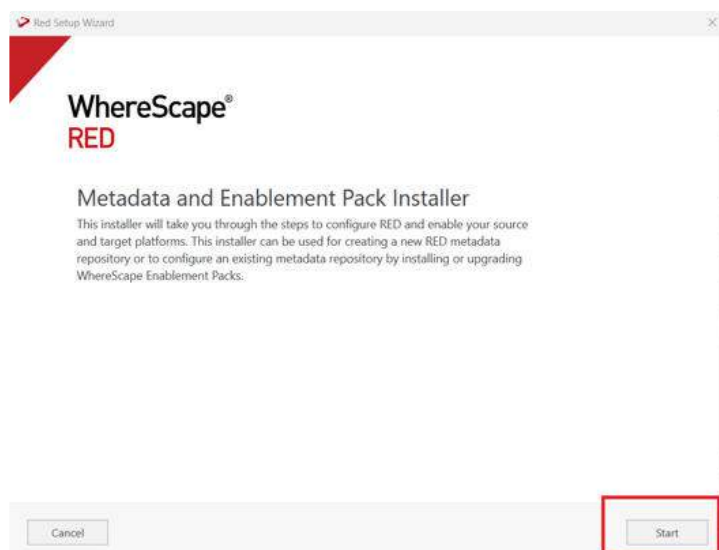 Red Setup Wizard
WhereScape®
RED
Metadata and Enablement Pack Installer
This installer will take you through the steps to configure RED and enable your source
and target platforms. This installer can be used for creating a new RED metadata
repository or to configure an existing metadata repository by installing or upgrading
WhereScape Enablement Packs.
Cancel
Start